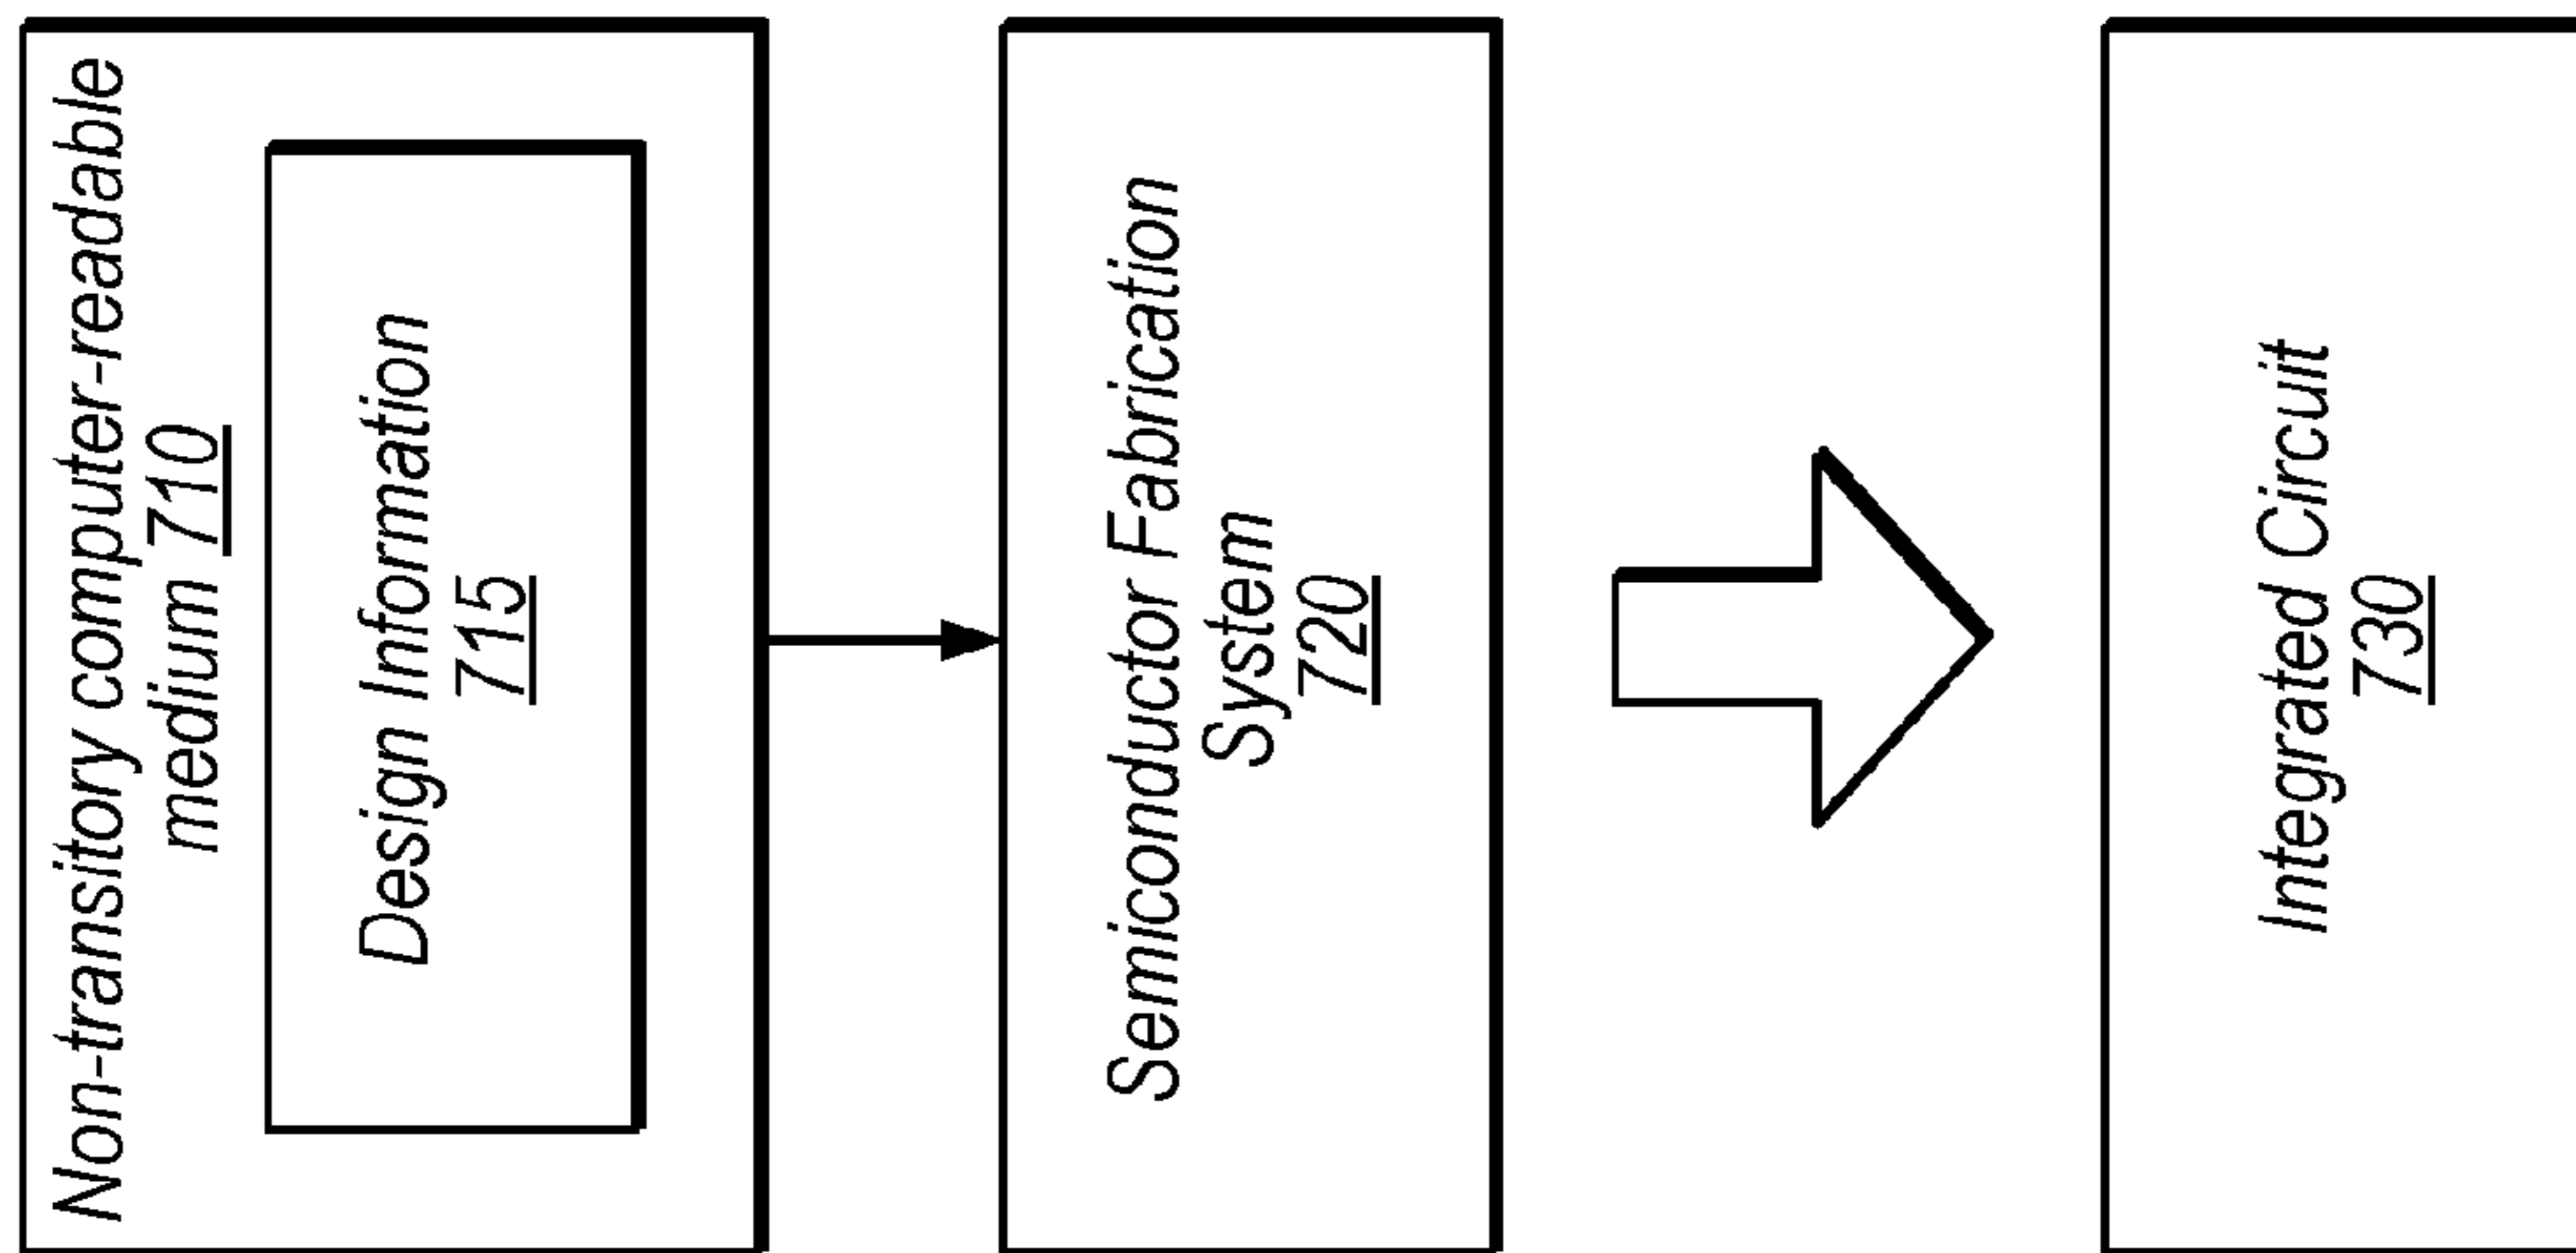 Non-transitory computer-readable
medium 710
Design Information
715
Semiconductor Fabrication
System
720
Integrated Circuit
730